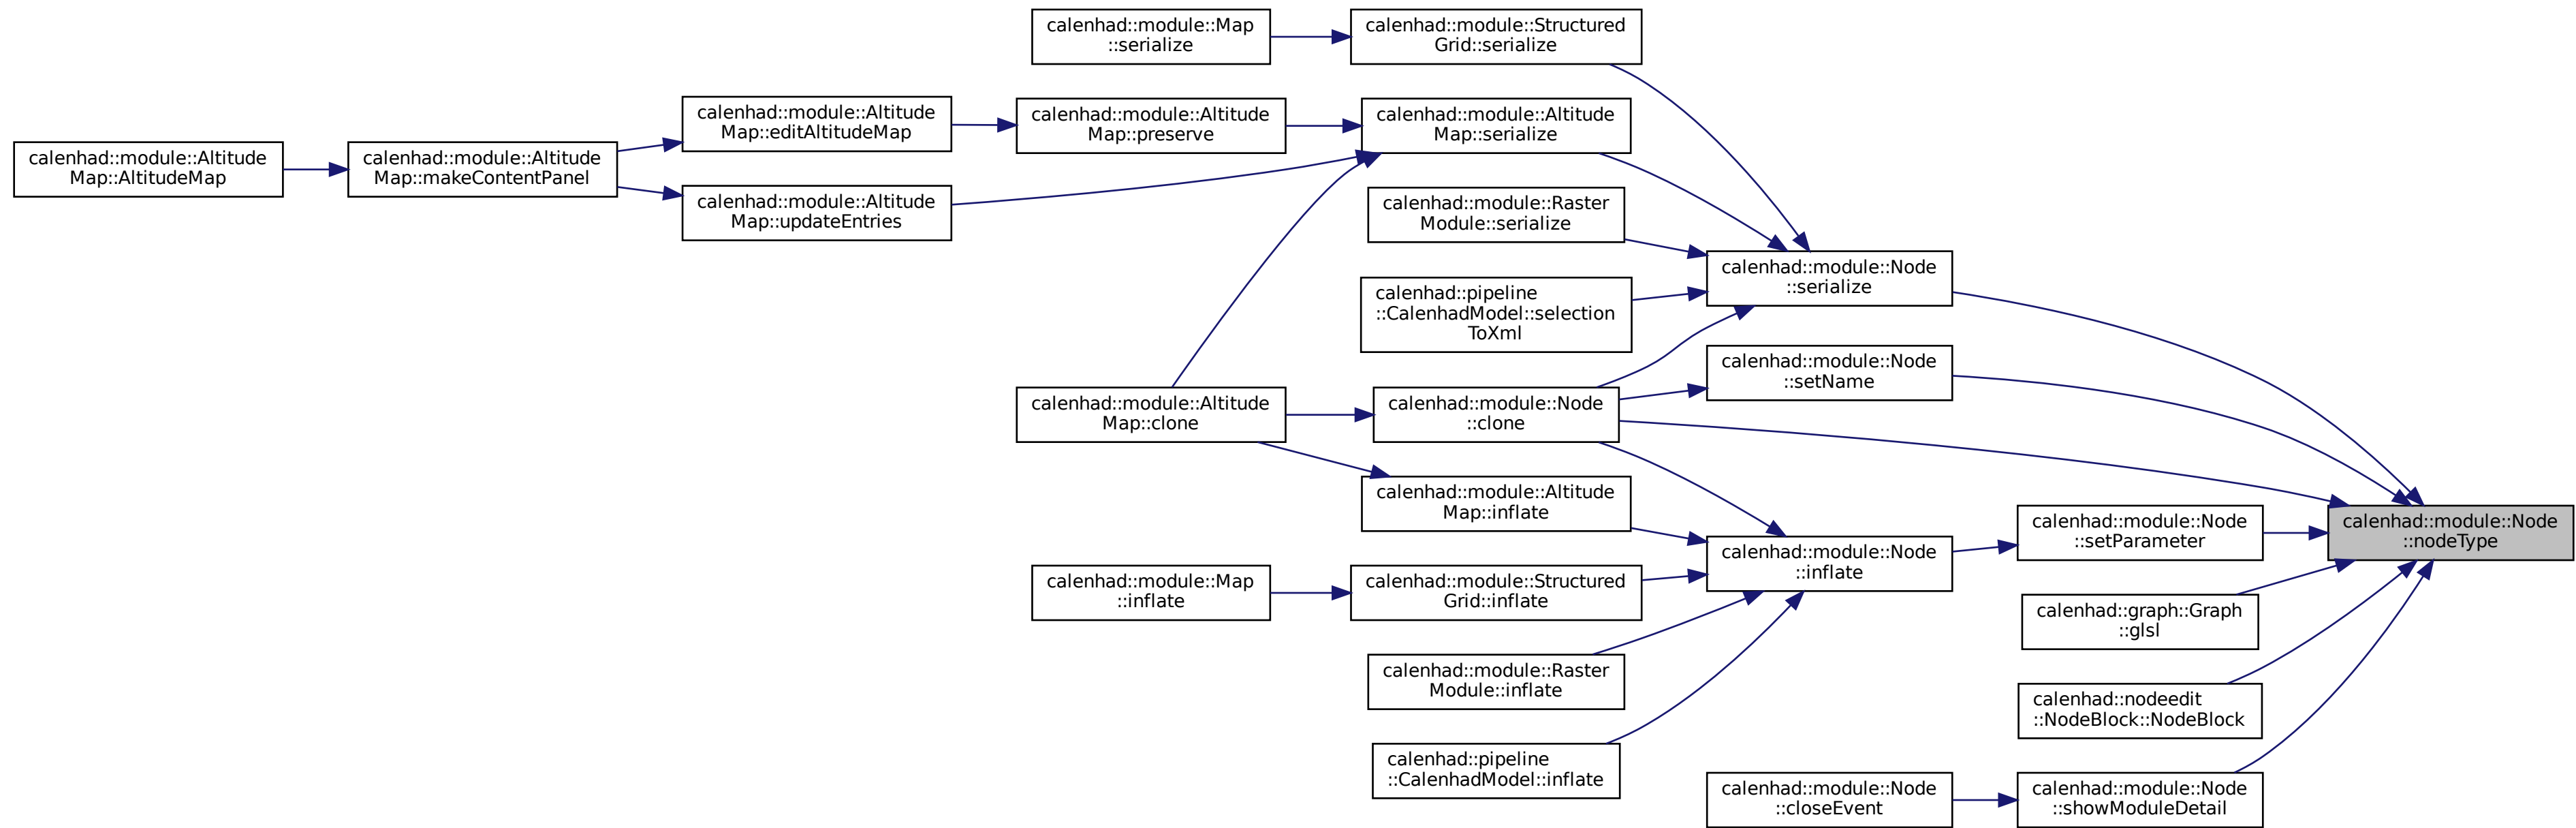 calenhad::module::Map
::serialize
calenhad::module::Structured
Grid::serialize
calenhad::module::Altitude
Map::editAltitudeMap
calenhad::module::Altitude
Map::preserve
calenhad::module::Altitude
Map::serialize
calenhad::module::Altitude
Map::AltitudeMap
calenhad::module::Altitude
Map::makeContentPanel
calenhad::module::Altitude
Map::updateEntries
calenhad::module::Raster
Module::serialize
calenhad::module::Node
::serialize
calenhad::pipeline
::CalenhadModel::selection
ToXml
calenhad::module::Node
::setName
calenhad::module::Altitude
Map::clone
calenhad::module::Node
::clone
calenhad::module::Altitude
Map::inflate
calenhad::module::Node
::setParameter
calenhad::module::Node
::nodeType
calenhad::module::Node
::inflate
calenhad::module::Map
::inflate
calenhad::module::Structured
Grid::inflate
calenhad::graph::Graph
::glsl
calenhad::module::Raster
Module::inflate
calenhad::nodeedit
::NodeBlock::NodeBlock
calenhad::pipeline
::CalenhadModel::inflate
calenhad::module::Node
::closeEvent
calenhad::module::Node
::showModuleDetail